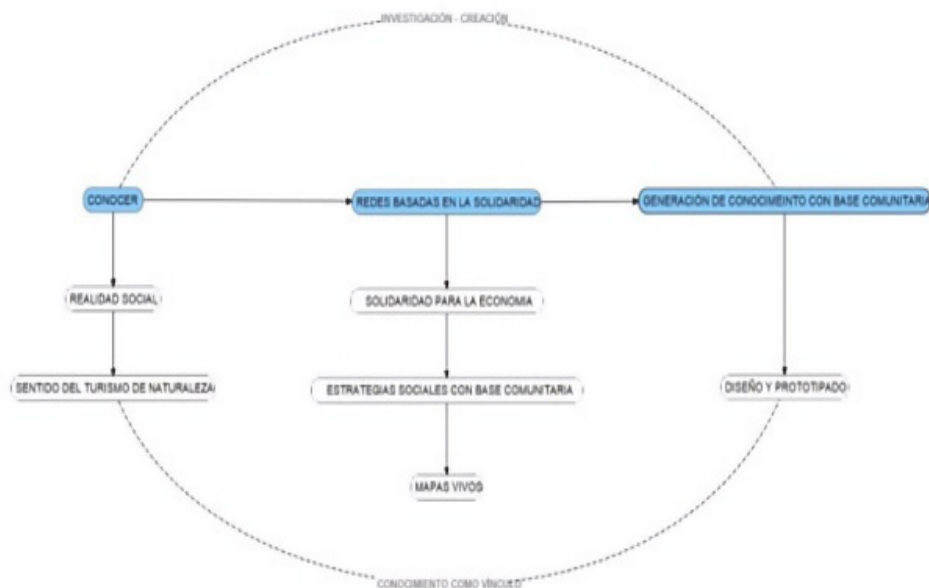 INVESTIGACIÓN - CREACIÓN
CONOCER
REDES BASADAS EN LA SOLIDARIDAD
GENERACIÓN DE CONOCIMEINTO CON BASE COMUNITARIA
REALIDAD SOCIAL
SOLIDARIDAD PARA LA ECONOMIA
SENTIDO DEL TURISMO DE NATURALEZA
ESTRATEGIAS SOCIALES CON BASE COMUNITARIA
DISEÑO Y PROTOTIPADO
MAPAS VIVOS
CONOCIMIENTO COMO VÍNCULO